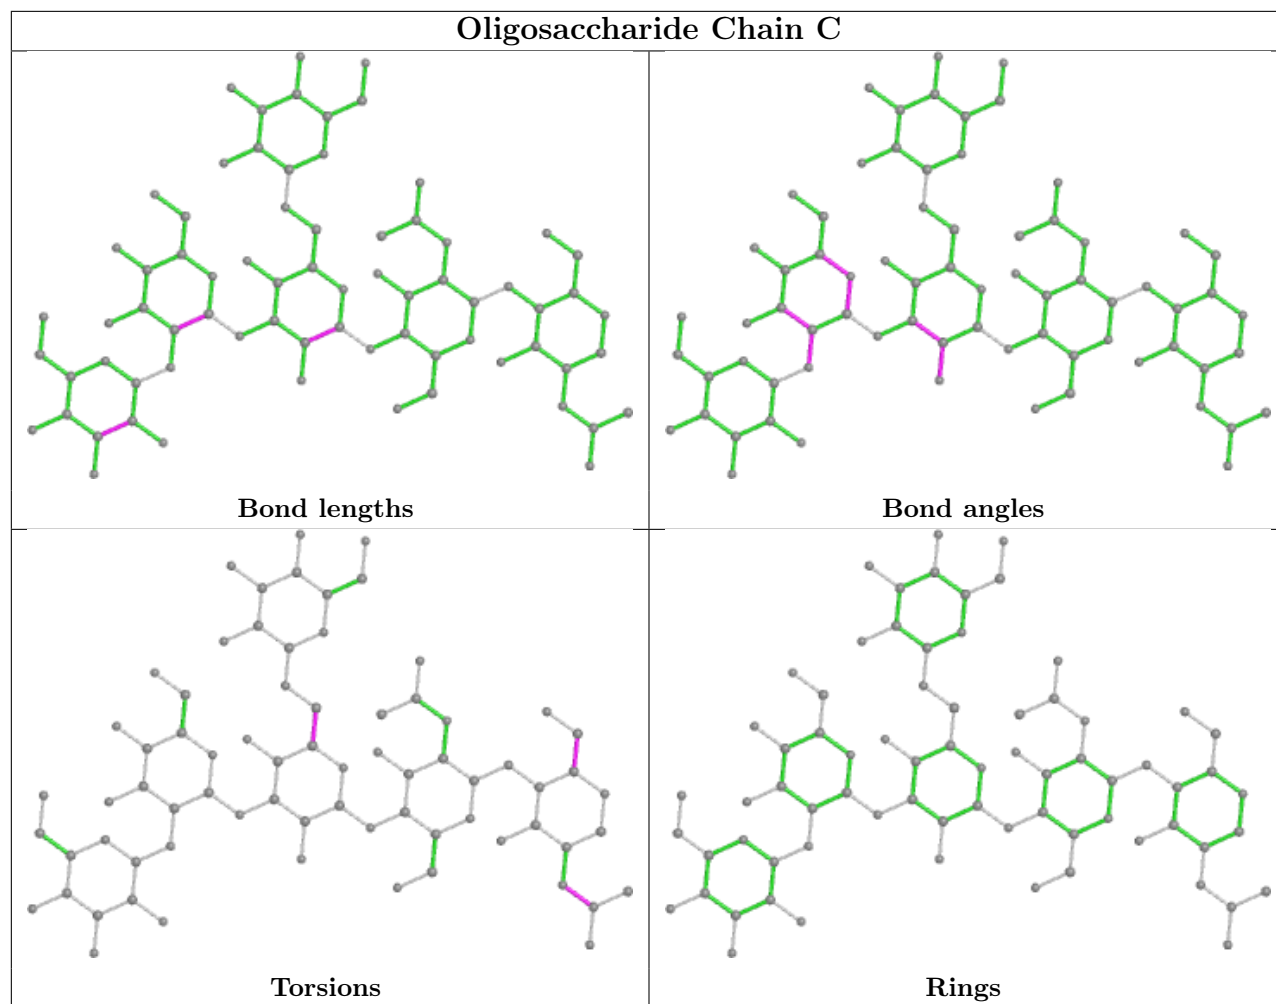 Oligosaccharide Chain C
Bond lengths
Bond angles
Torsions
Rings